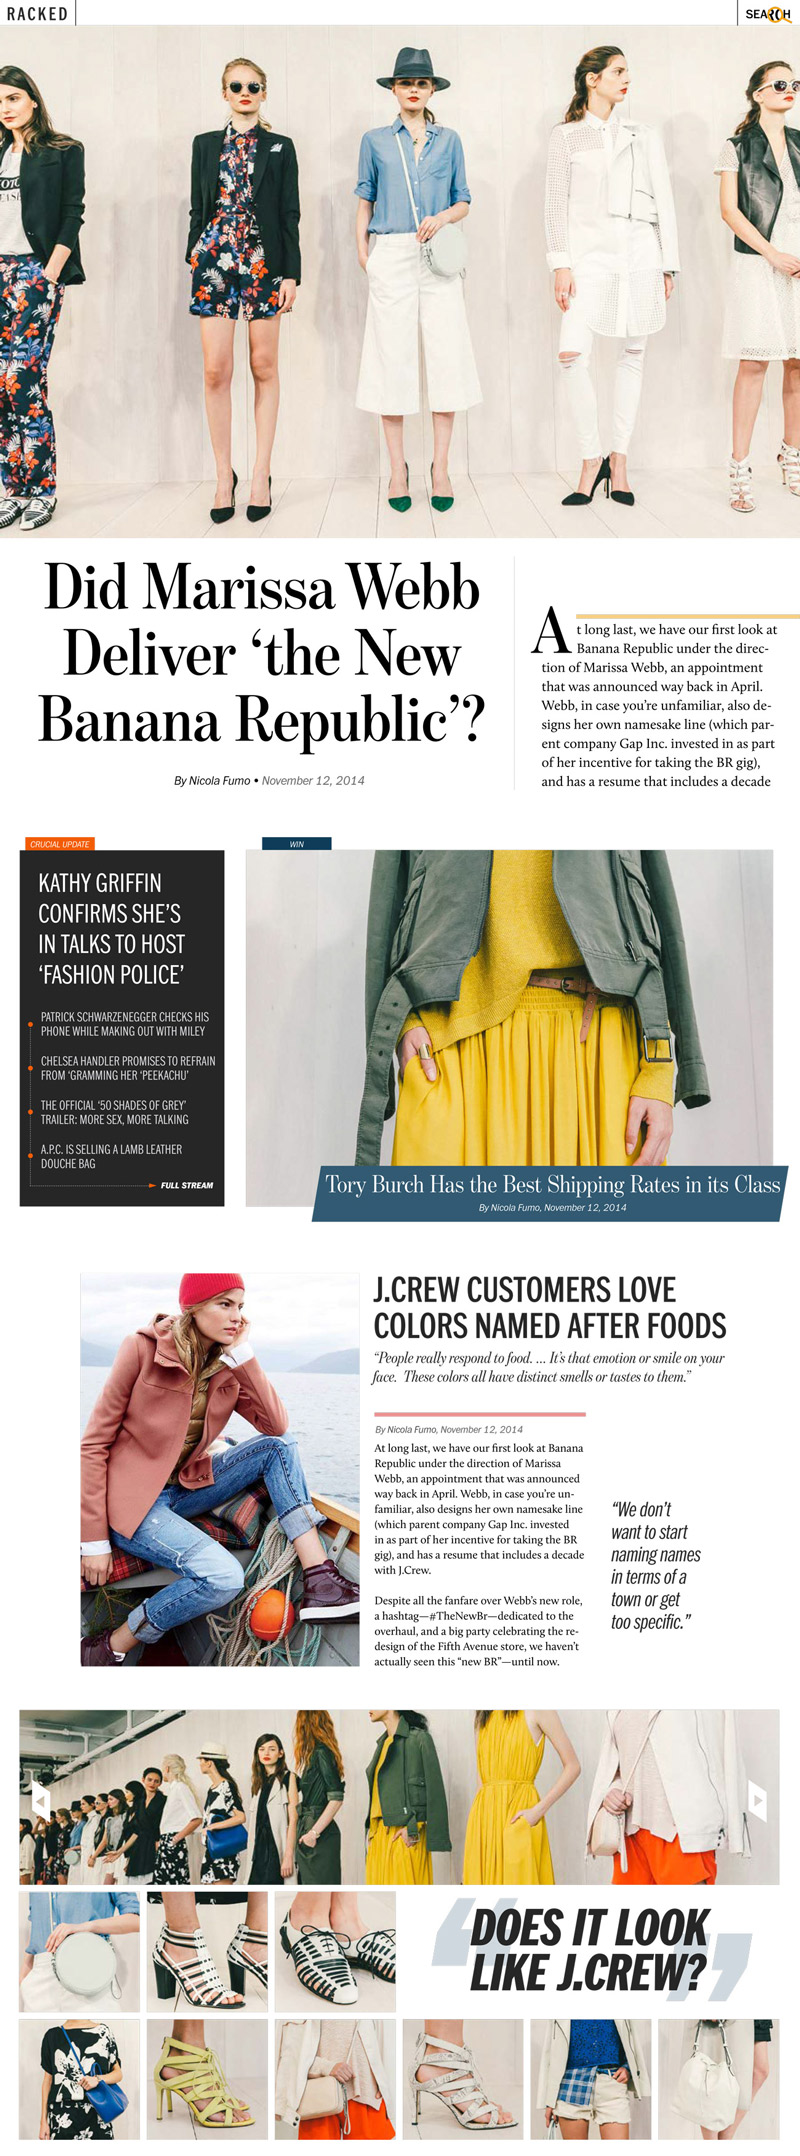 RACKED
SEARCH
Did Marissa Webb
Deliver ‘the New
Banana Republic’?
By Nicola Fumo • November 12, 2014
At long last, we have our first look at
Banana Republic under the direc-
tion of Marissa Webb, an appointment
that was announced way back in April.
Webb, in case you’re unfamiliar, also de-
signs her own namesake line (which par-
ent company Gap Inc. invested in as part
of her incentive for taking the BR gig),
and has a resume that includes a decade
CRUCIAL UPDATE
KATHY GRIFFIN
CONFIRMS SHE’S
IN TALKS TO HOST
‘FASHION POLICE’
PATRICK SCHWARZENEGGER CHECKS HIS
PHONE WHILE MAKING OUT WITH MILEY
CHELSEA HANDLER PROMISES TO REFRAIN
FROM ‘GRAMMING HER ‘PEEKACHU’
THE OFFICIAL ‘50 SHADES OF GREY’
TRAILER: MORE SEX, MORE TALKING
A.P.C. IS SELLING A LAMB LEATHER
DOUCHE BAG
FULL STREAM
WIN
Tory Burch Has the Best Shipping Rates in its Class
By Nicola Fumo, November 12, 2014
J.CREW CUSTOMERS LOVE
COLORS NAMED AFTER FOODS
“People really respond to food. ... It’s that emotion or smile on your
face. These colors all have distinct smells or tastes to them.”
By Nicola Fumo, November 12, 2014
At long last, we have our first look at Banana
Republic under the direction of Marissa
Webb, an appointment that was announced
way back in April. Webb, in case you’re un-
familiar, also designs her own namesake line
(which parent company Gap Inc. invested
in as part of her incentive for taking the BR
gig), and has a resume that includes a decade
with J.Crew.
Despite all the fanfare over Webb’s new role,
a hashtag—#TheNewBr—dedicated to the
overhaul, and a big party celebrating the re-
design of the Fifth Avenue store, we haven’t
actually seen this “new BR”—until now.
“We don’t
want to start
naming names
in terms of a
town or get
too specific.”
“DOES IT LOOK
LIKE J.CREW?”